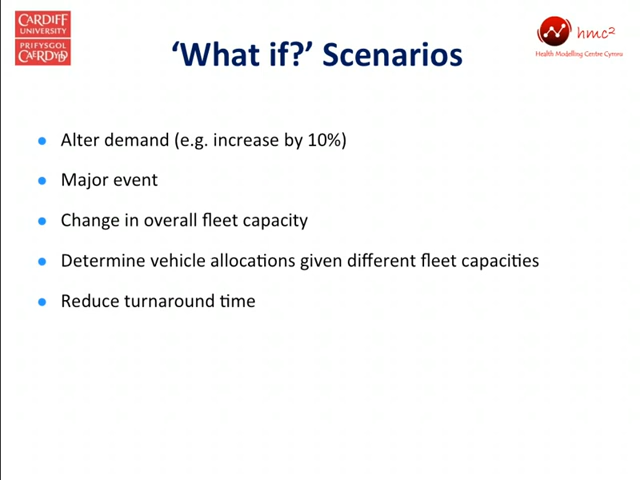 CARDIFF
UNIVERSITY
PRIFYSGOL
CAERDYDD
hmc²
Health Modelling Centre Cymru
‘What if?’ Scenarios
• Alter demand (e.g. increase by 10%)
• Major event
• Change in overall fleet capacity
• Determine vehicle allocations given different fleet capacities
• Reduce turnaround time